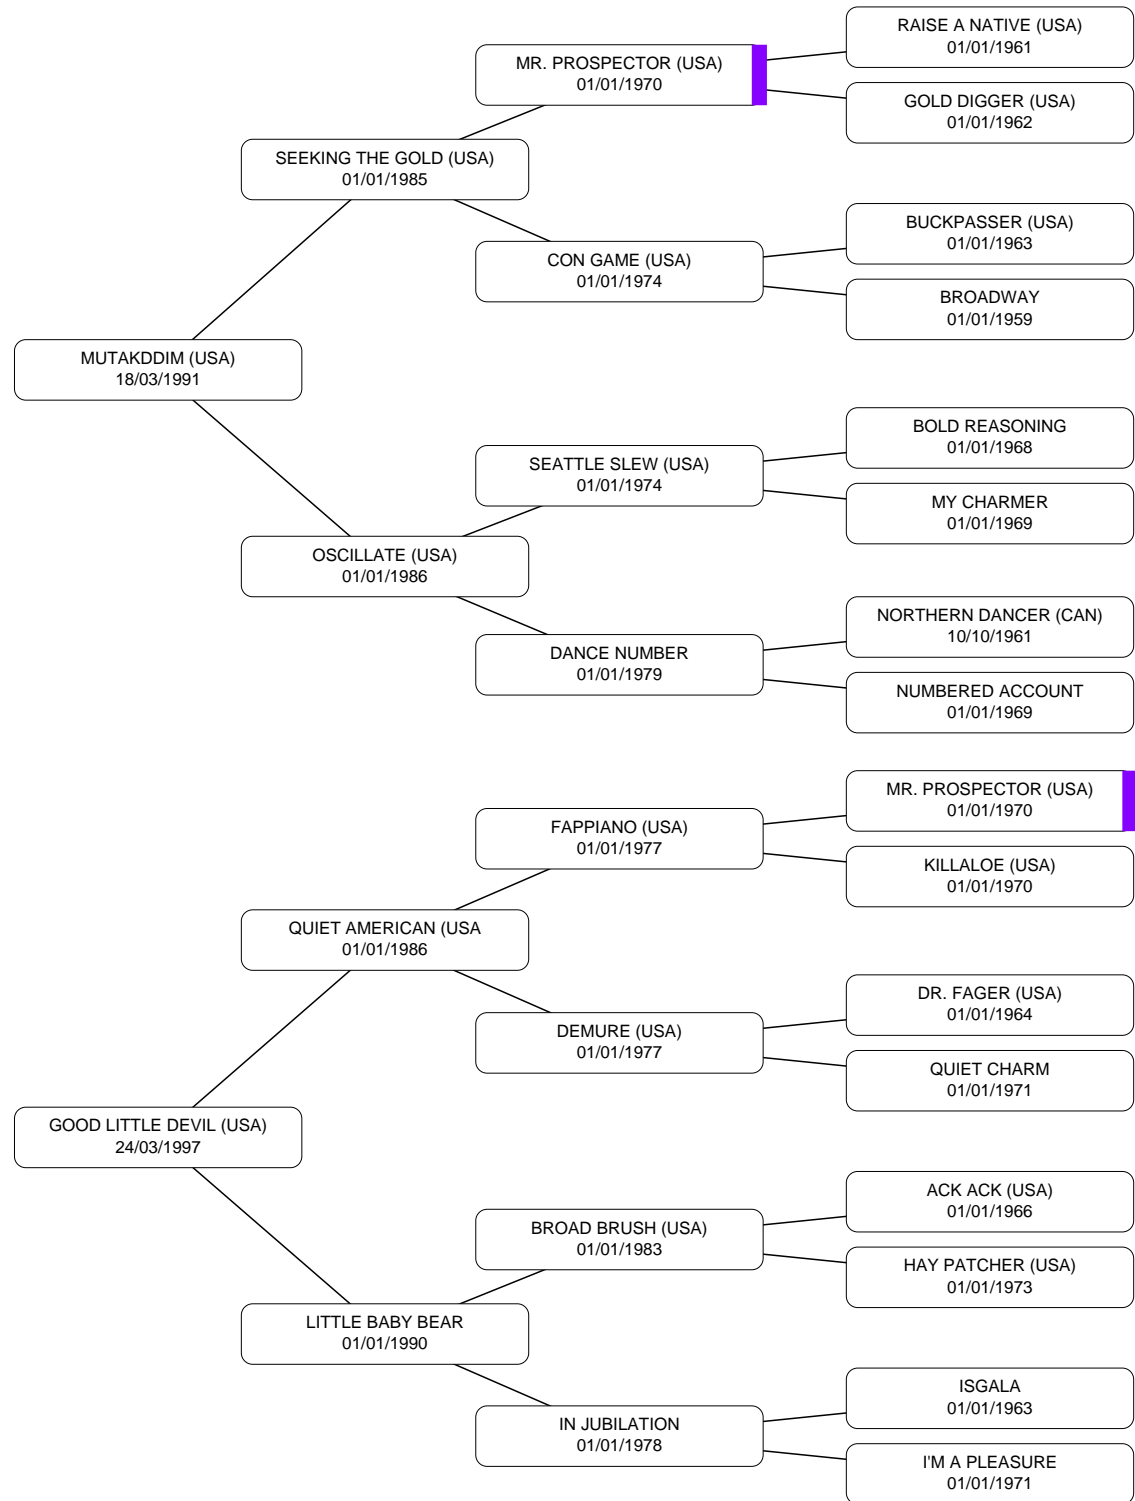 RAISE A NATIVE (USA)
01/01/1961
MR. PROSPECTOR (USA)
01/01/1970
GOLD DIGGER (USA)
01/01/1962
SEEKING THE GOLD (USA)
01/01/1985
BUCKPASSER (USA)
01/01/1963
CON GAME (USA)
01/01/1974
BROADWAY
01/01/1959
MUTAKDDIM (USA)
18/03/1991
BOLD REASONING
01/01/1968
SEATTLE SLEW (USA)
01/01/1974
MY CHARMER
01/01/1969
OSCILLATE (USA)
01/01/1986
NORTHERN DANCER (CAN)
10/10/1961
DANCE NUMBER
01/01/1979
NUMBERED ACCOUNT
01/01/1969
MR. PROSPECTOR (USA)
01/01/1970
FAPPIANO (USA)
01/01/1977
KILLALOE (USA)
01/01/1970
QUIET AMERICAN (USA
01/01/1986
DR. FAGER (USA)
01/01/1964
DEMURE (USA)
01/01/1977
QUIET CHARM
01/01/1971
GOOD LITTLE DEVIL (USA)
24/03/1997
ACK ACK (USA)
01/01/1966
BROAD BRUSH (USA)
01/01/1983
HAY PATCHER (USA)
01/01/1973
LITTLE BABY BEAR
01/01/1990
ISGALA
01/01/1963
IN JUBILATION
01/01/1978
I'M A PLEASURE
01/01/1971